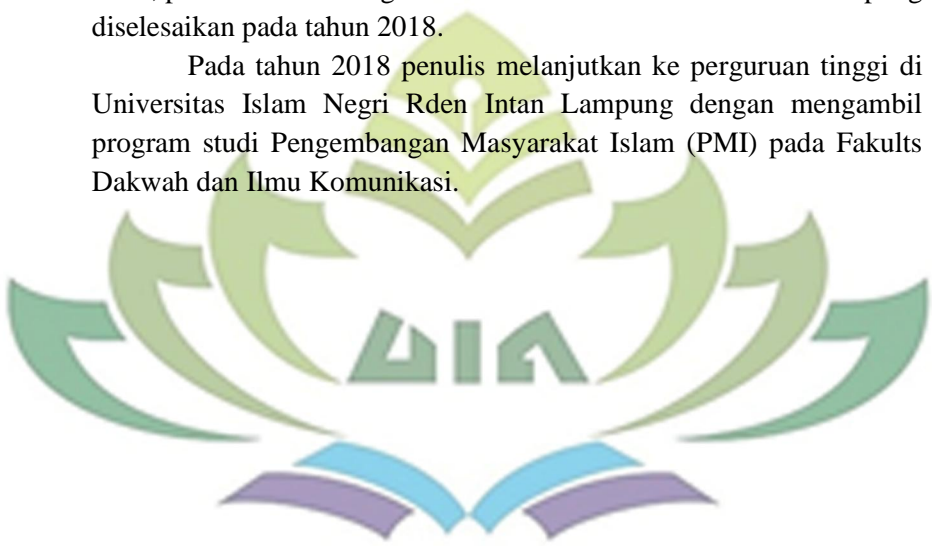 diselesaikan pada tahun 2018.
Pada tahun 2018 penulis melanjutkan ke perguruan tinggi di
Universitas Islam Negri Rden Intan Lampung dengan mengambil
program studi Pengembangan Masyarakat Islam (PMI) pada Fakults
Dakwah dan Ilmu Komunikasi.
UIN